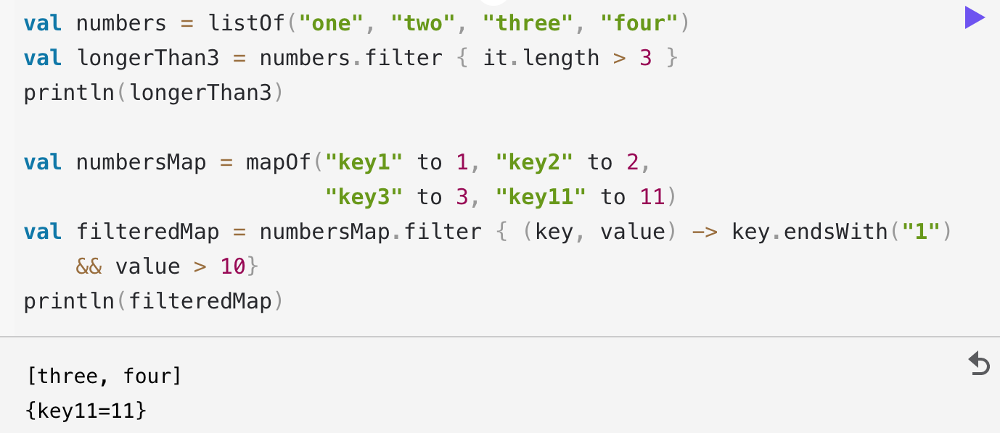 val numbers = listOf("one", "two", "three", "four")
val longerThan3 = numbers.filter { it.length > 3 }
println(longerThan3)
val numbersMap = mapOf("key1" to 1, "key2" to 2,
"key3" to 3, "key11" to 11)
val filteredMap = numbersMap.filter { (key, value) -> key.endsWith("1")
&& value > 10}
println(filteredMap)
[three, four]
{key11=11}